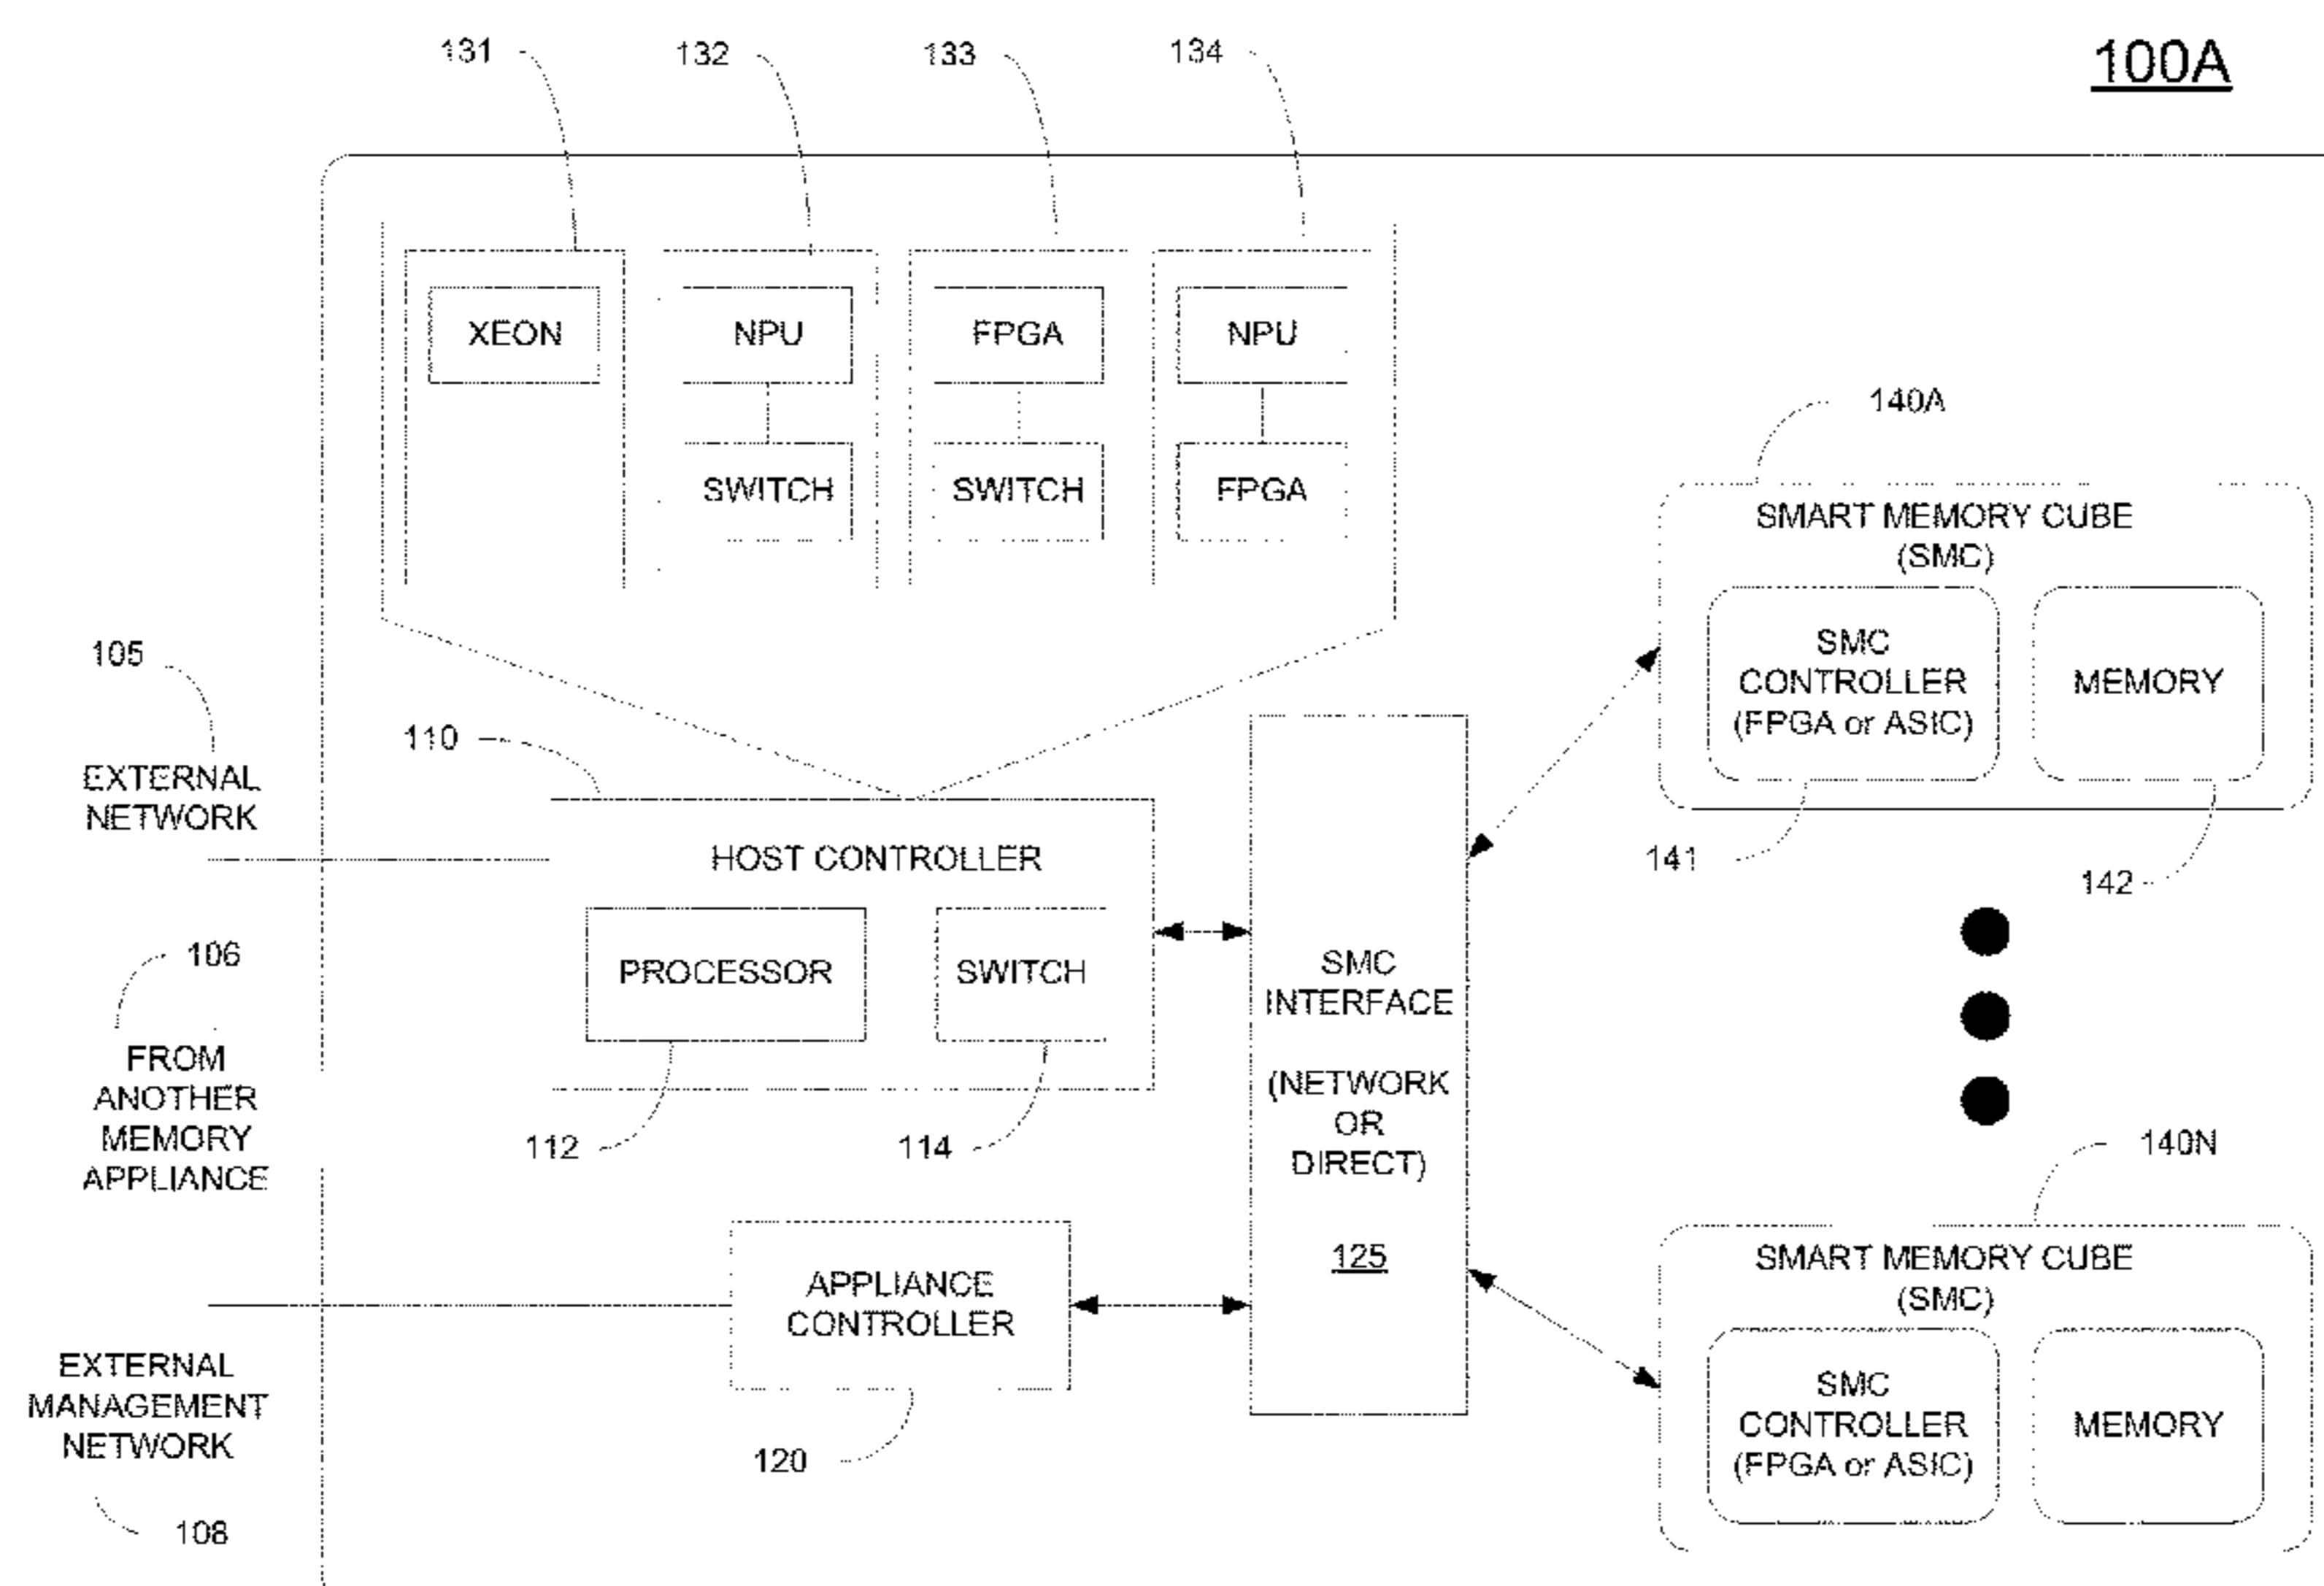 131
132
133
134
100A
XEON
NPU
FPGA
NPU
SWITCH
SWITCH
FPGA
140A
SMART MEMORY CUBE
(SMC)
SMC
CONTROLLER
(FPGA or ASIC)
MEMORY
141
142
105
EXTERNAL
NETWORK
110
HOST CONTROLLER
PROCESSOR
SWITCH
112
114
106
FROM
ANOTHER
MEMORY
APPLIANCE
SMC
INTERFACE
(NETWORK
OR
DIRECT)
125
APPLIANCE
CONTROLLER
120
EXTERNAL
MANAGEMENT
NETWORK
108
140N
SMART MEMORY CUBE
(SMC)
SMC
CONTROLLER
(FPGA or ASIC)
MEMORY